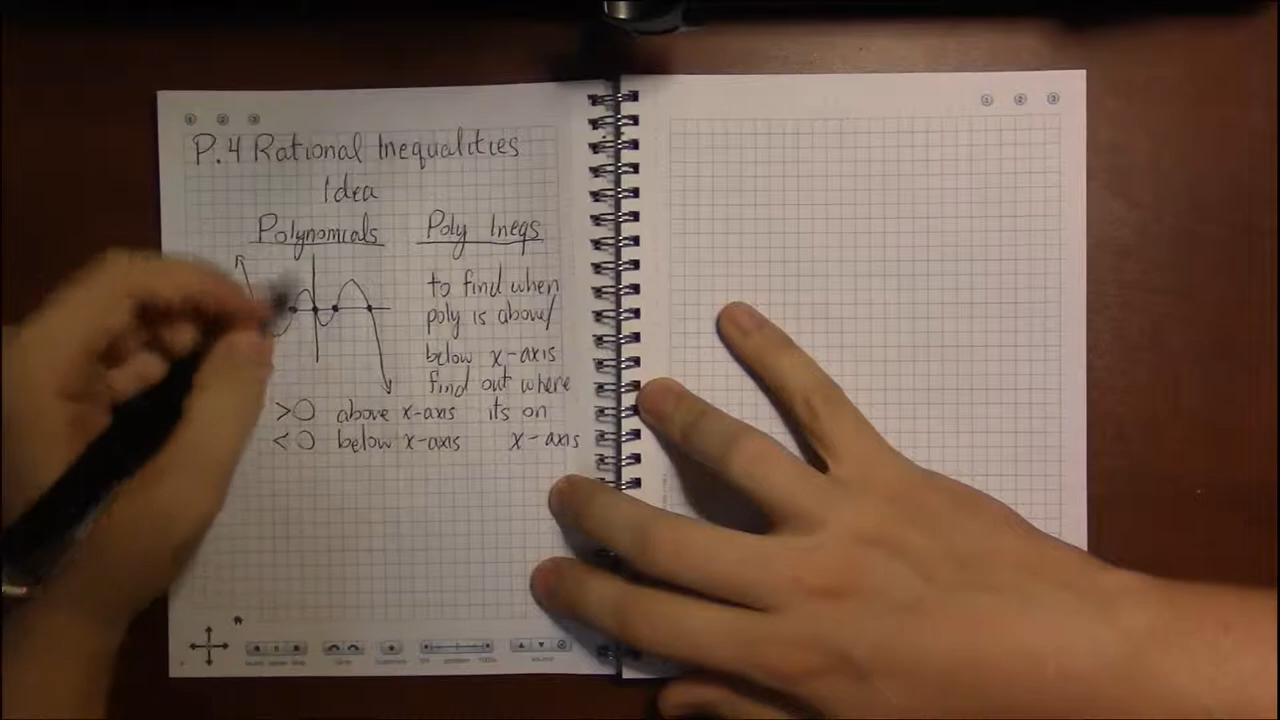 P.4 Rational Inequalities
Idea
Polynomials
>0 above x-axis
<0 below x-axis
Poly Ineqs
to find when
poly is above/
below x-axis
find out where
its on
x-axis